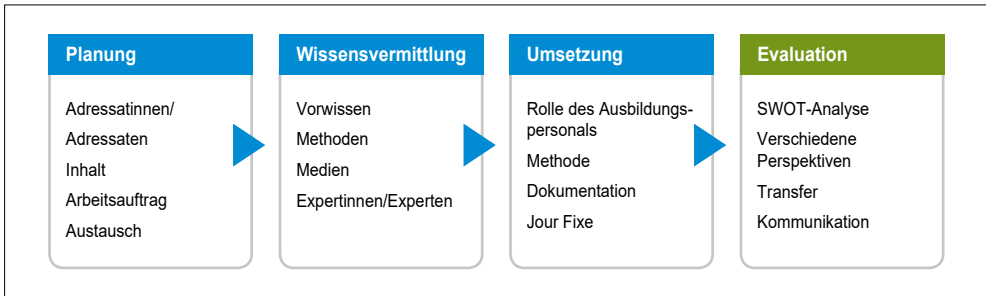 Planung
Adressatinnen/
Adressaten
Inhalt
Arbeitsauftrag
Austausch
Wissensvermittlung
Vorwissen
Methoden
Medien
Expertinnen/Experten
Umsetzung
Rolle des Ausbildungs-
personals
Methode
Dokumentation
Jour Fixe
Evaluation
SWOT-Analyse
Verschiedene
Perspektiven
Transfer
Kommunikation